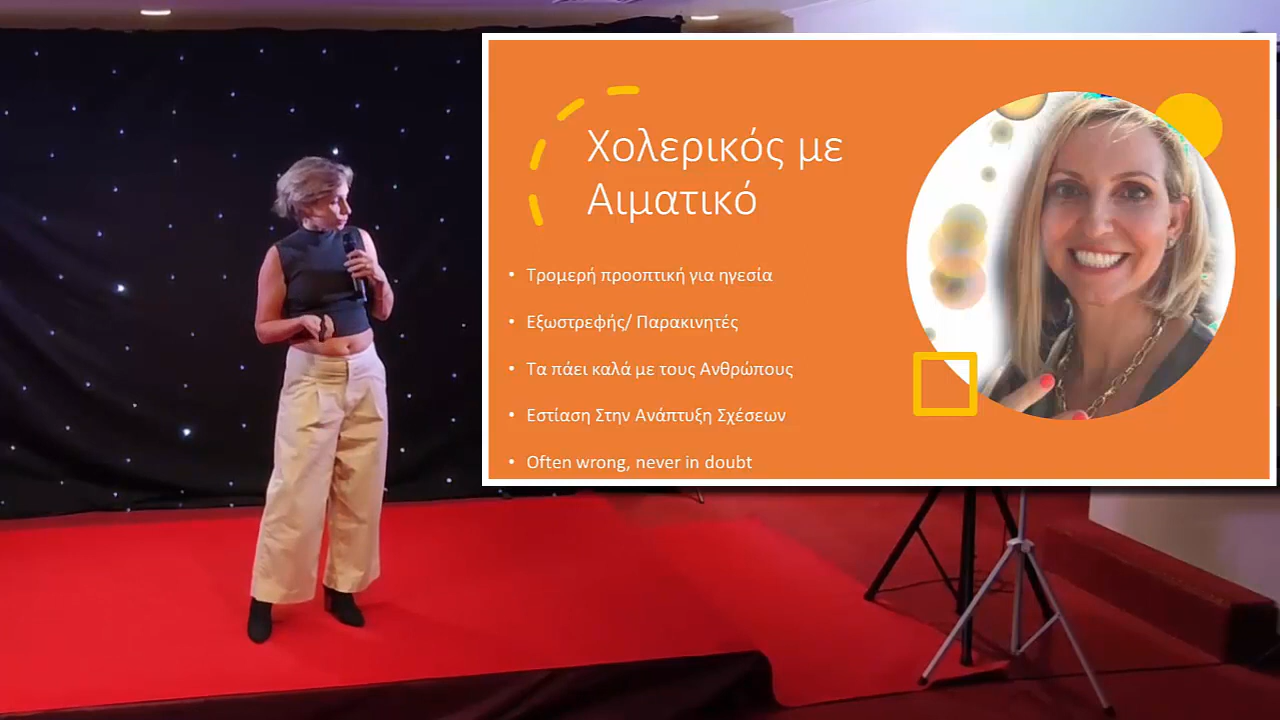 Χολερικός με
Αιματικό
• Τρομερή προοπτική για ηγεσία
• Εξωστρεφής/ Παρακινητές
• Τα πάει καλά με τους Ανθρώπους
• Εστίαση Στην Ανάπτυξη Σχέσεων
• Often wrong, never in doubt